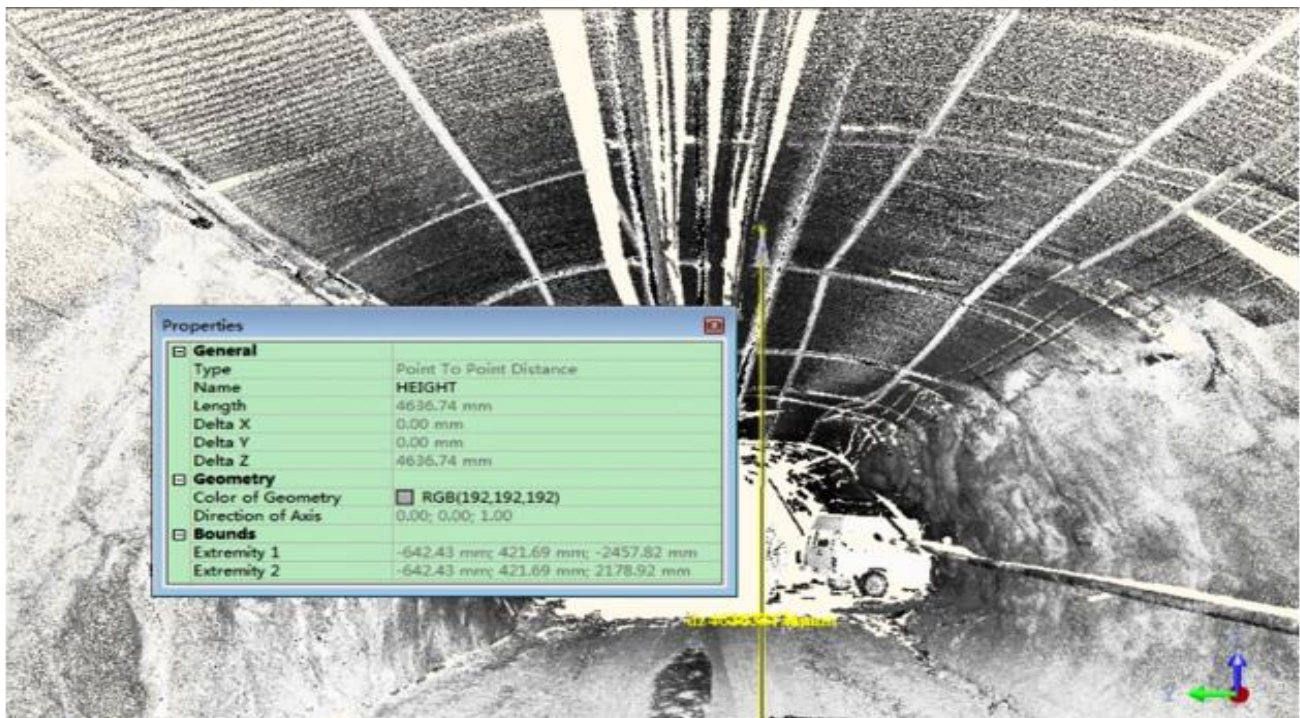 Properties
General
Type Point To Point Distance
Name HEIGHT
Length 4636.74 mm
Delta X 0.00 mm
Delta Y 0.00 mm
Delta Z 4636.74 mm
Geometry
Color of Geometry RGB(192,192,192)
Direction of Axis 0.00; 0.00; 1.00
Bounds
Extremity 1 -642.43 mm; 421.69 mm; -2457.82 mm
Extremity 2 -642.43 mm; 421.69 mm; 2178.92 mm